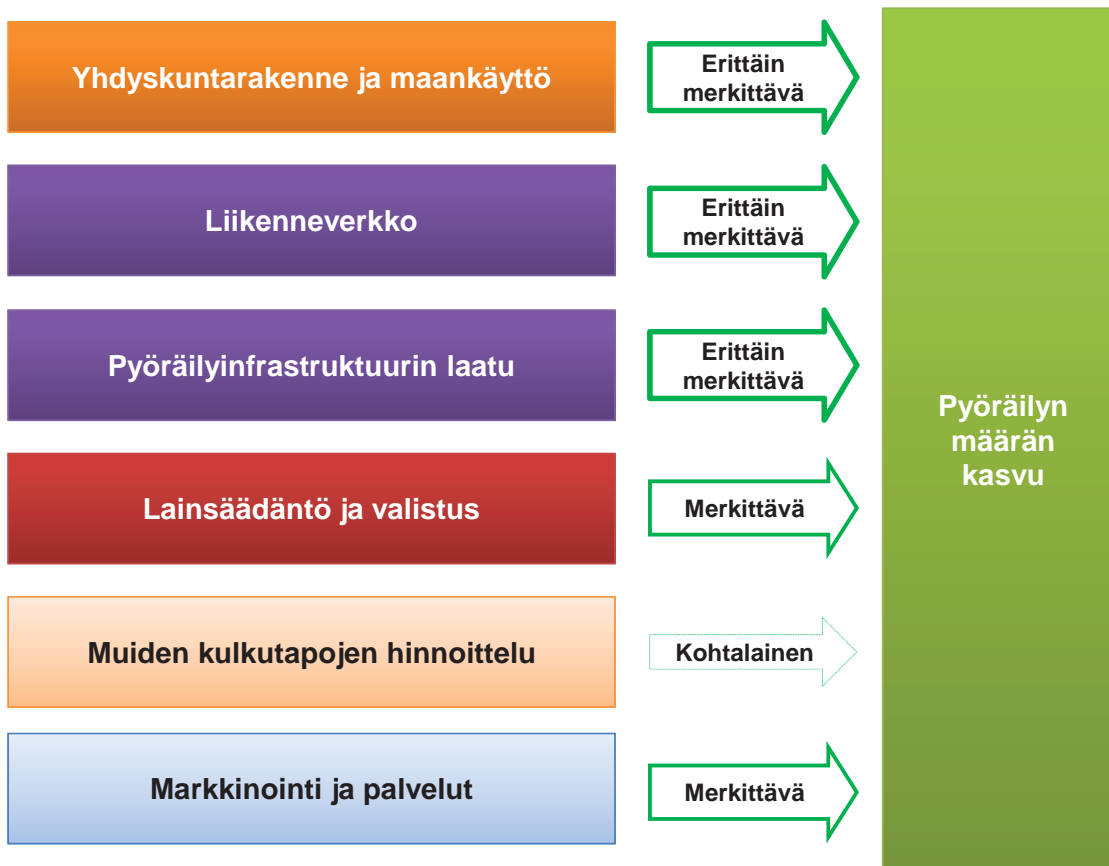 Yhdyskuntarakenne ja maankäyttö
Erittäin
merkittävä
Liikenneverkko
Erittäin
merkittävä
Pyöräilyinfrastruktuurin laatu
Erittäin
merkittävä
Lainsäädäntö ja valistus
Merkittävä
Muiden kulkutapojen hinnoittelu
Kohtalainen
Markkinointi ja palvelut
Merkittävä
Pyöräilyn
määrän
kasvu